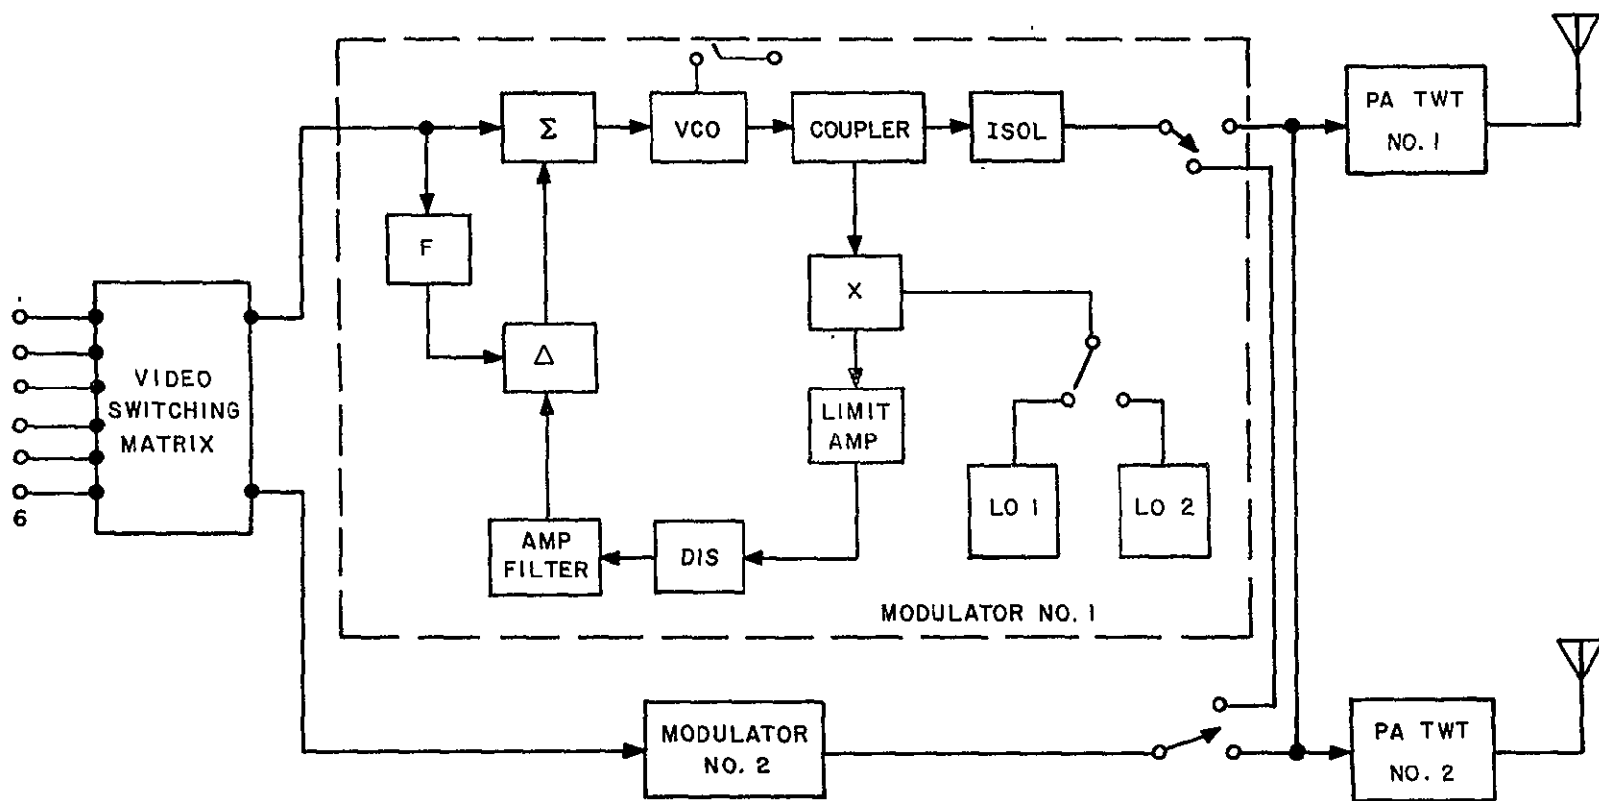 PA TWT
NO. 1
Σ
VCO
COUPLER
ISOL
F
X
Δ
VIDEO
SWITCHING
MATRIX
LIMIT
AMP
LO 1
LO 2
6
AMP
FILTER
DIS
MODULATOR NO. 1
MODULATOR
NO. 2
PA TWT
NO. 2